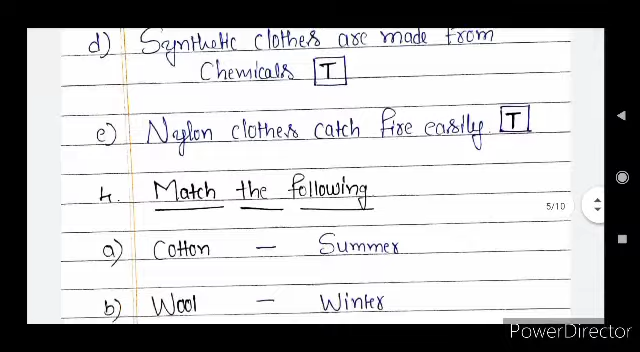 d) Synthetic clothes are made from
Chemicals T
e) Nylon clothes catch fire easily. T
4. Match the following
5/10
a) Cotton – Summer
b) Wool – Winter
PowerDirector